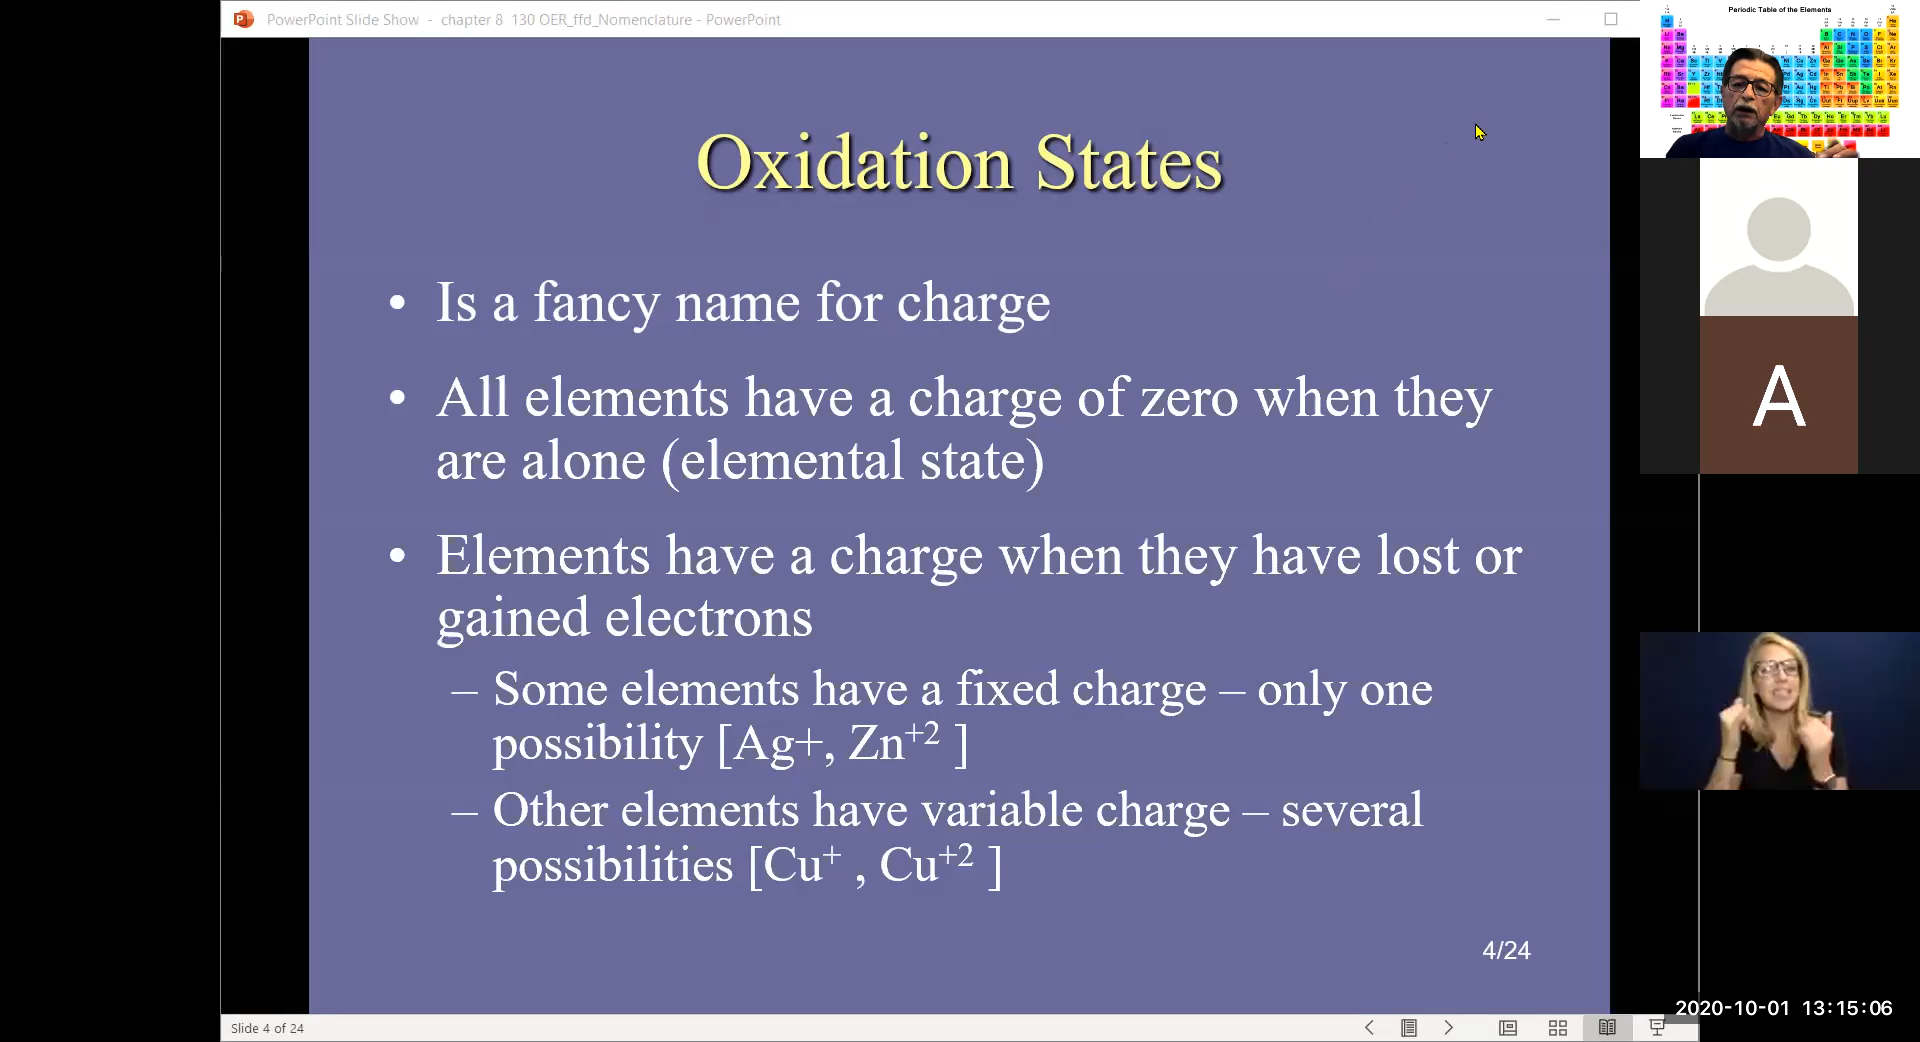 PowerPoint Slide Show - chapter 8 130 OER_ffd_Nomenclature - PowerPoint
Periodic Table of the Elements
Oxidation States
• Is a fancy name for charge
• All elements have a charge of zero when they
are alone (elemental state)
A
• Elements have a charge when they have lost or
gained electrons
– Some elements have a fixed charge – only one
possibility [Ag+, Zn⁺² ]
– Other elements have variable charge – several
possibilities [Cu⁺ , Cu⁺² ]
4/24
2020-10-01 13:15:06
Slide 4 of 24